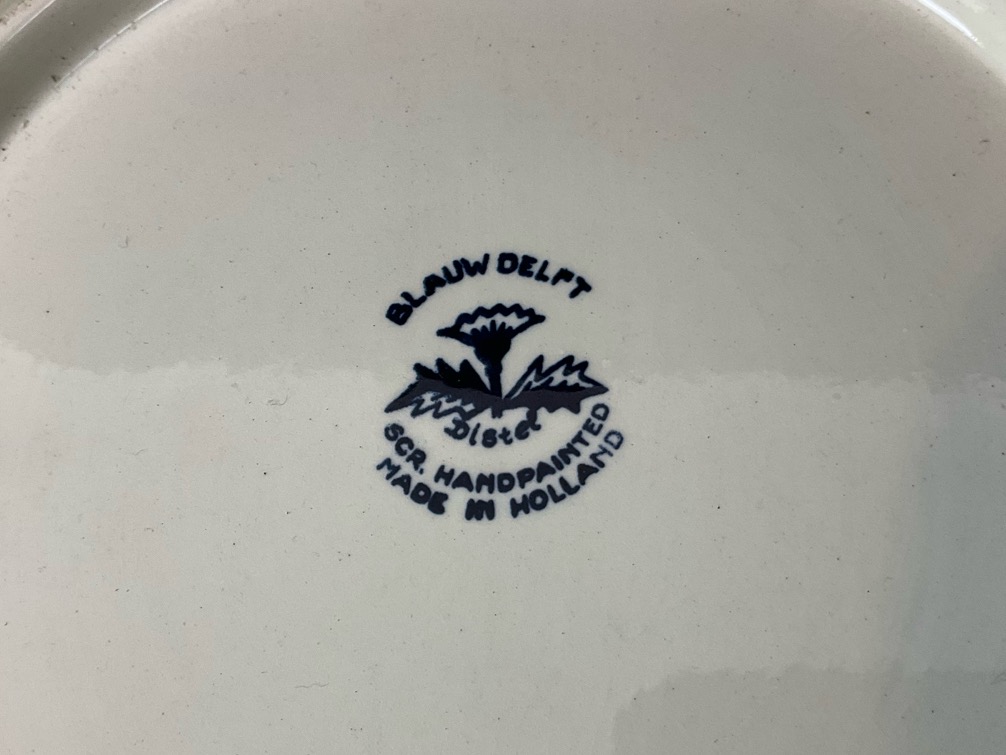 BLAUW DELFT
Distel
SCR. HANDPAINTED
MADE IN HOLLAND